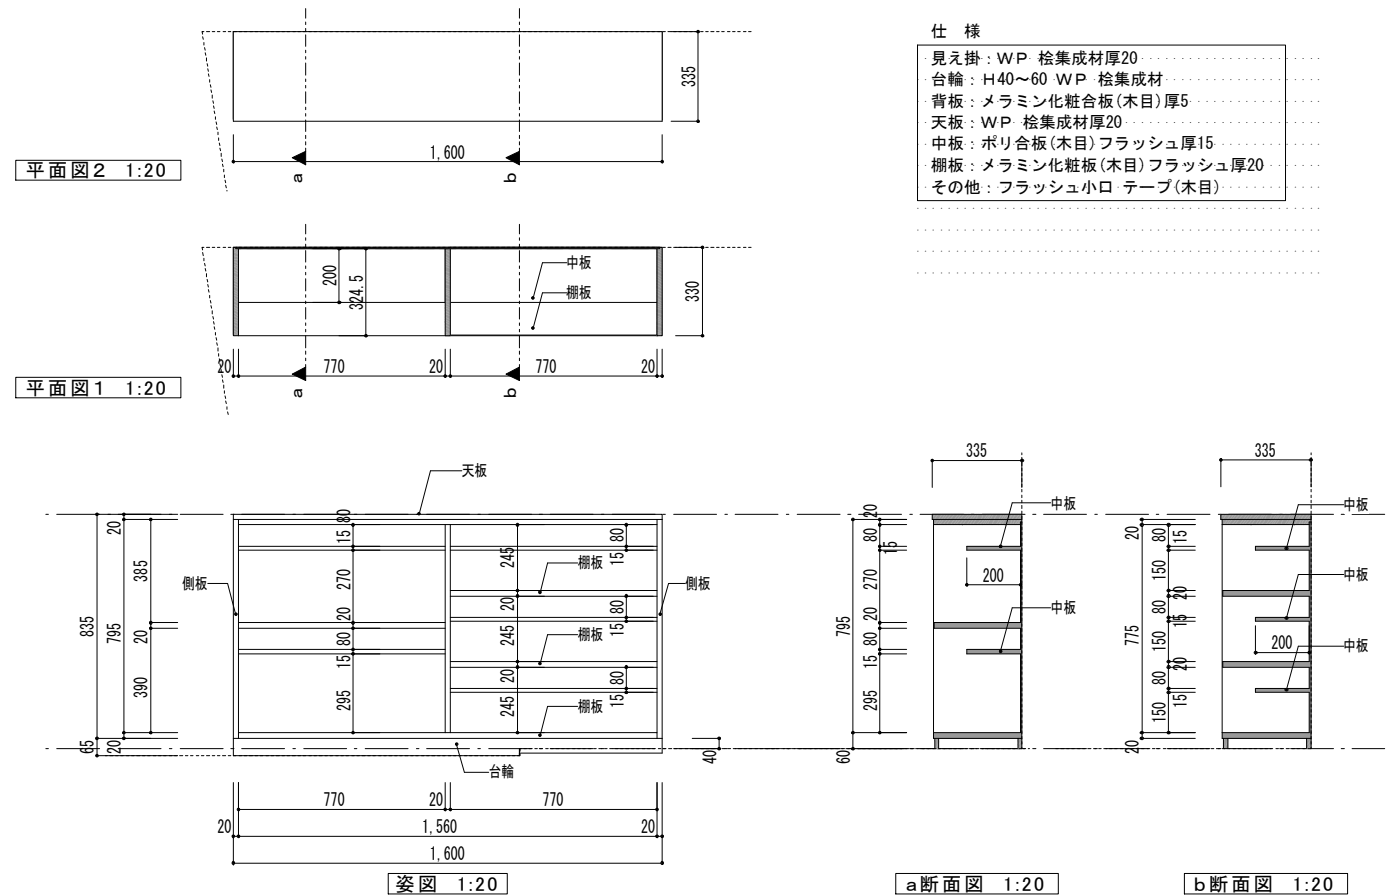 仕 様
見え掛：ＷＰ 桧集成材厚20
台輪：H40～60 ＷＰ 桧集成材
背板：メラミン化粧合板(木目)厚5
天板：ＷＰ 桧集成材厚20
中板：ポリ合板(木目)フラッシュ厚15
棚板：メラミン化粧板(木目)フラッシュ厚20
その他：フラッシュ小口 テープ(木目)
335
1,600
a
b
平面図２ 1:20
200
324.5
中板
棚板
330
20
770
20
770
20
a
b
平面図１ 1:20
天板
側板
側板
棚板
棚板
棚板
台輪
835
65
20
795
20
385
20
390
80
15
270
20
80
15
295
245
20
245
20
245
80
15
80
15
80
15
40
770
20
770
20
1,560
20
1,600
姿図 1:20
335
中板
中板
200
20
795
60
80
15
270
20
80
15
295
a断面図 1:20
335
中板
中板
中板
200
20
775
20
80
15
150
20
80
15
150
20
80
15
150
b断面図 1:20